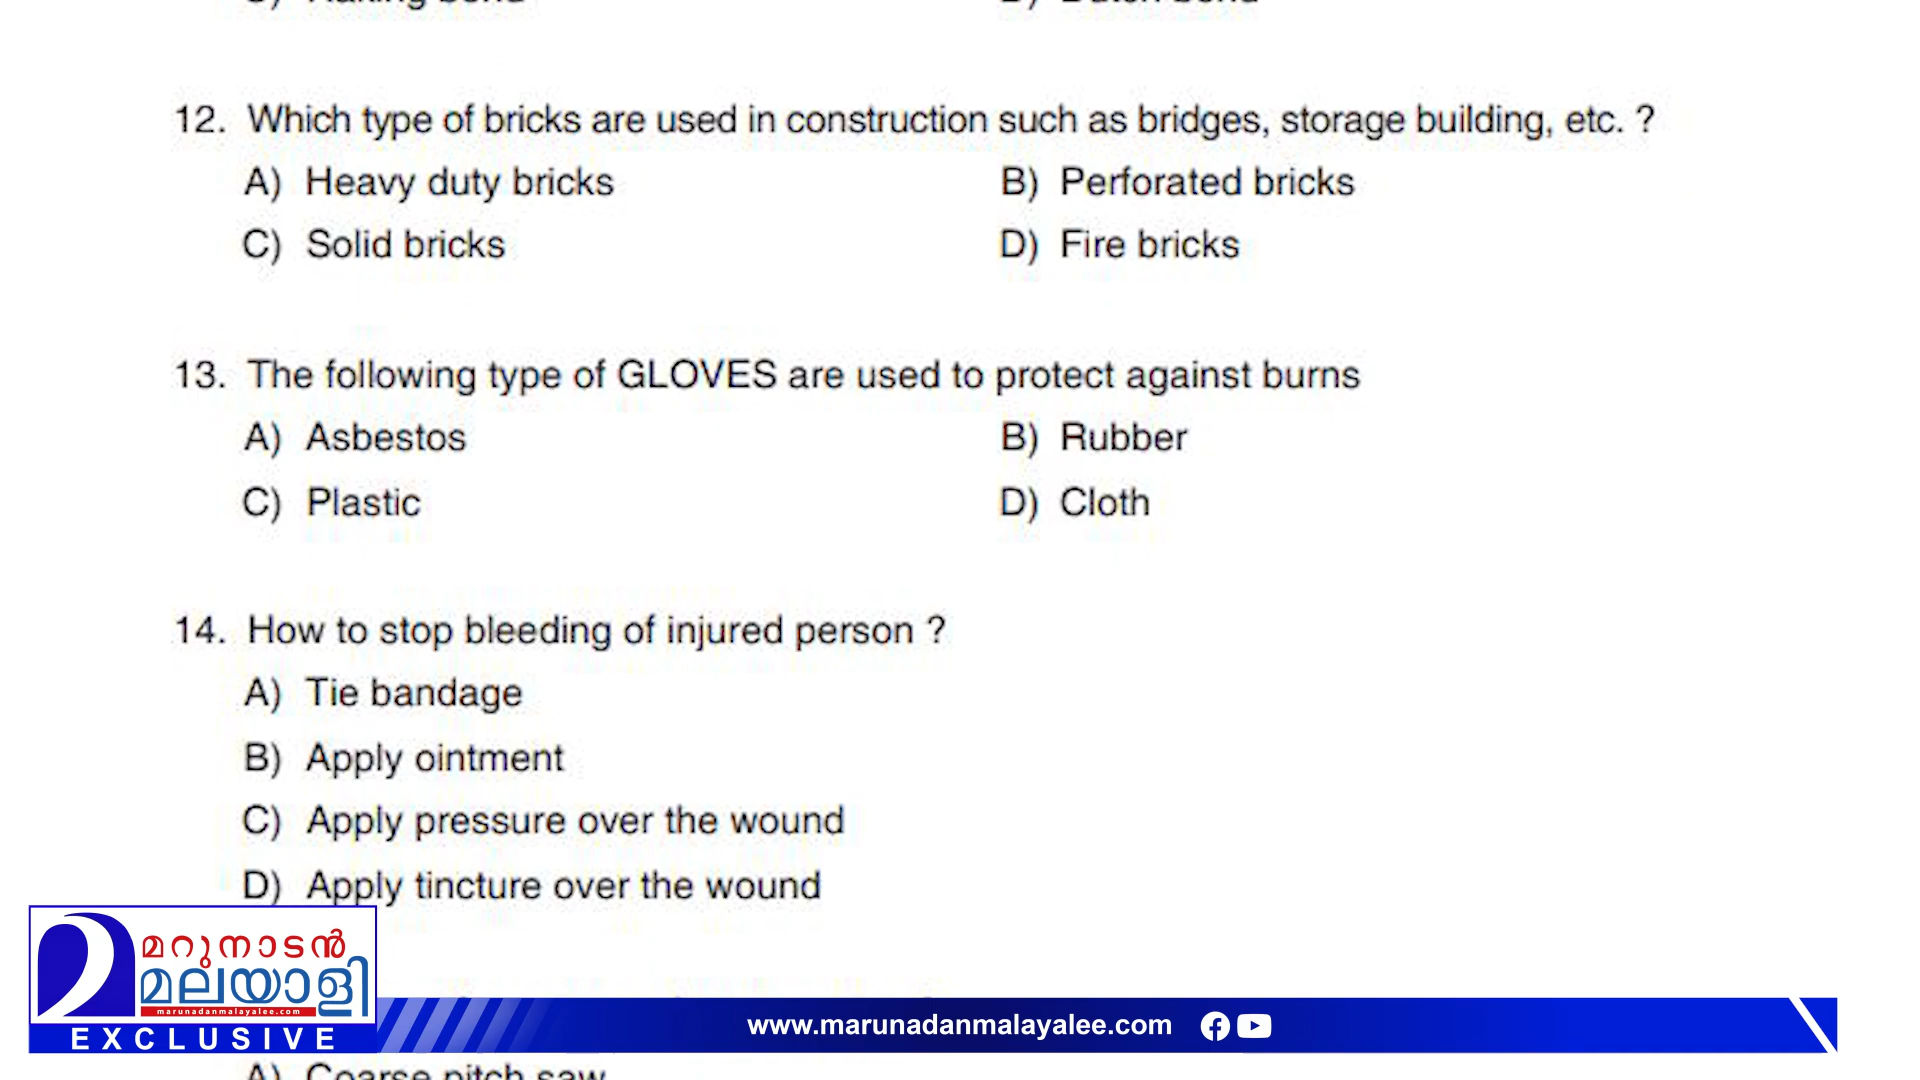 12. Which type of bricks are used in construction such as bridges, storage building, etc. ?
A) Heavy duty bricks B) Perforated bricks
C) Solid bricks D) Fire bricks
13. The following type of GLOVES are used to protect against burns
A) Asbestos B) Rubber
C) Plastic D) Cloth
14. How to stop bleeding of injured person ?
A) Tie bandage
B) Apply ointment
C) Apply pressure over the wound
D) Apply tincture over the wound
മറുനാടൻ
മലയാളി
marunadanmalayalee.com
EXCLUSIVE
www.marunadanmalayalee.com
A) Coarse pitch saw